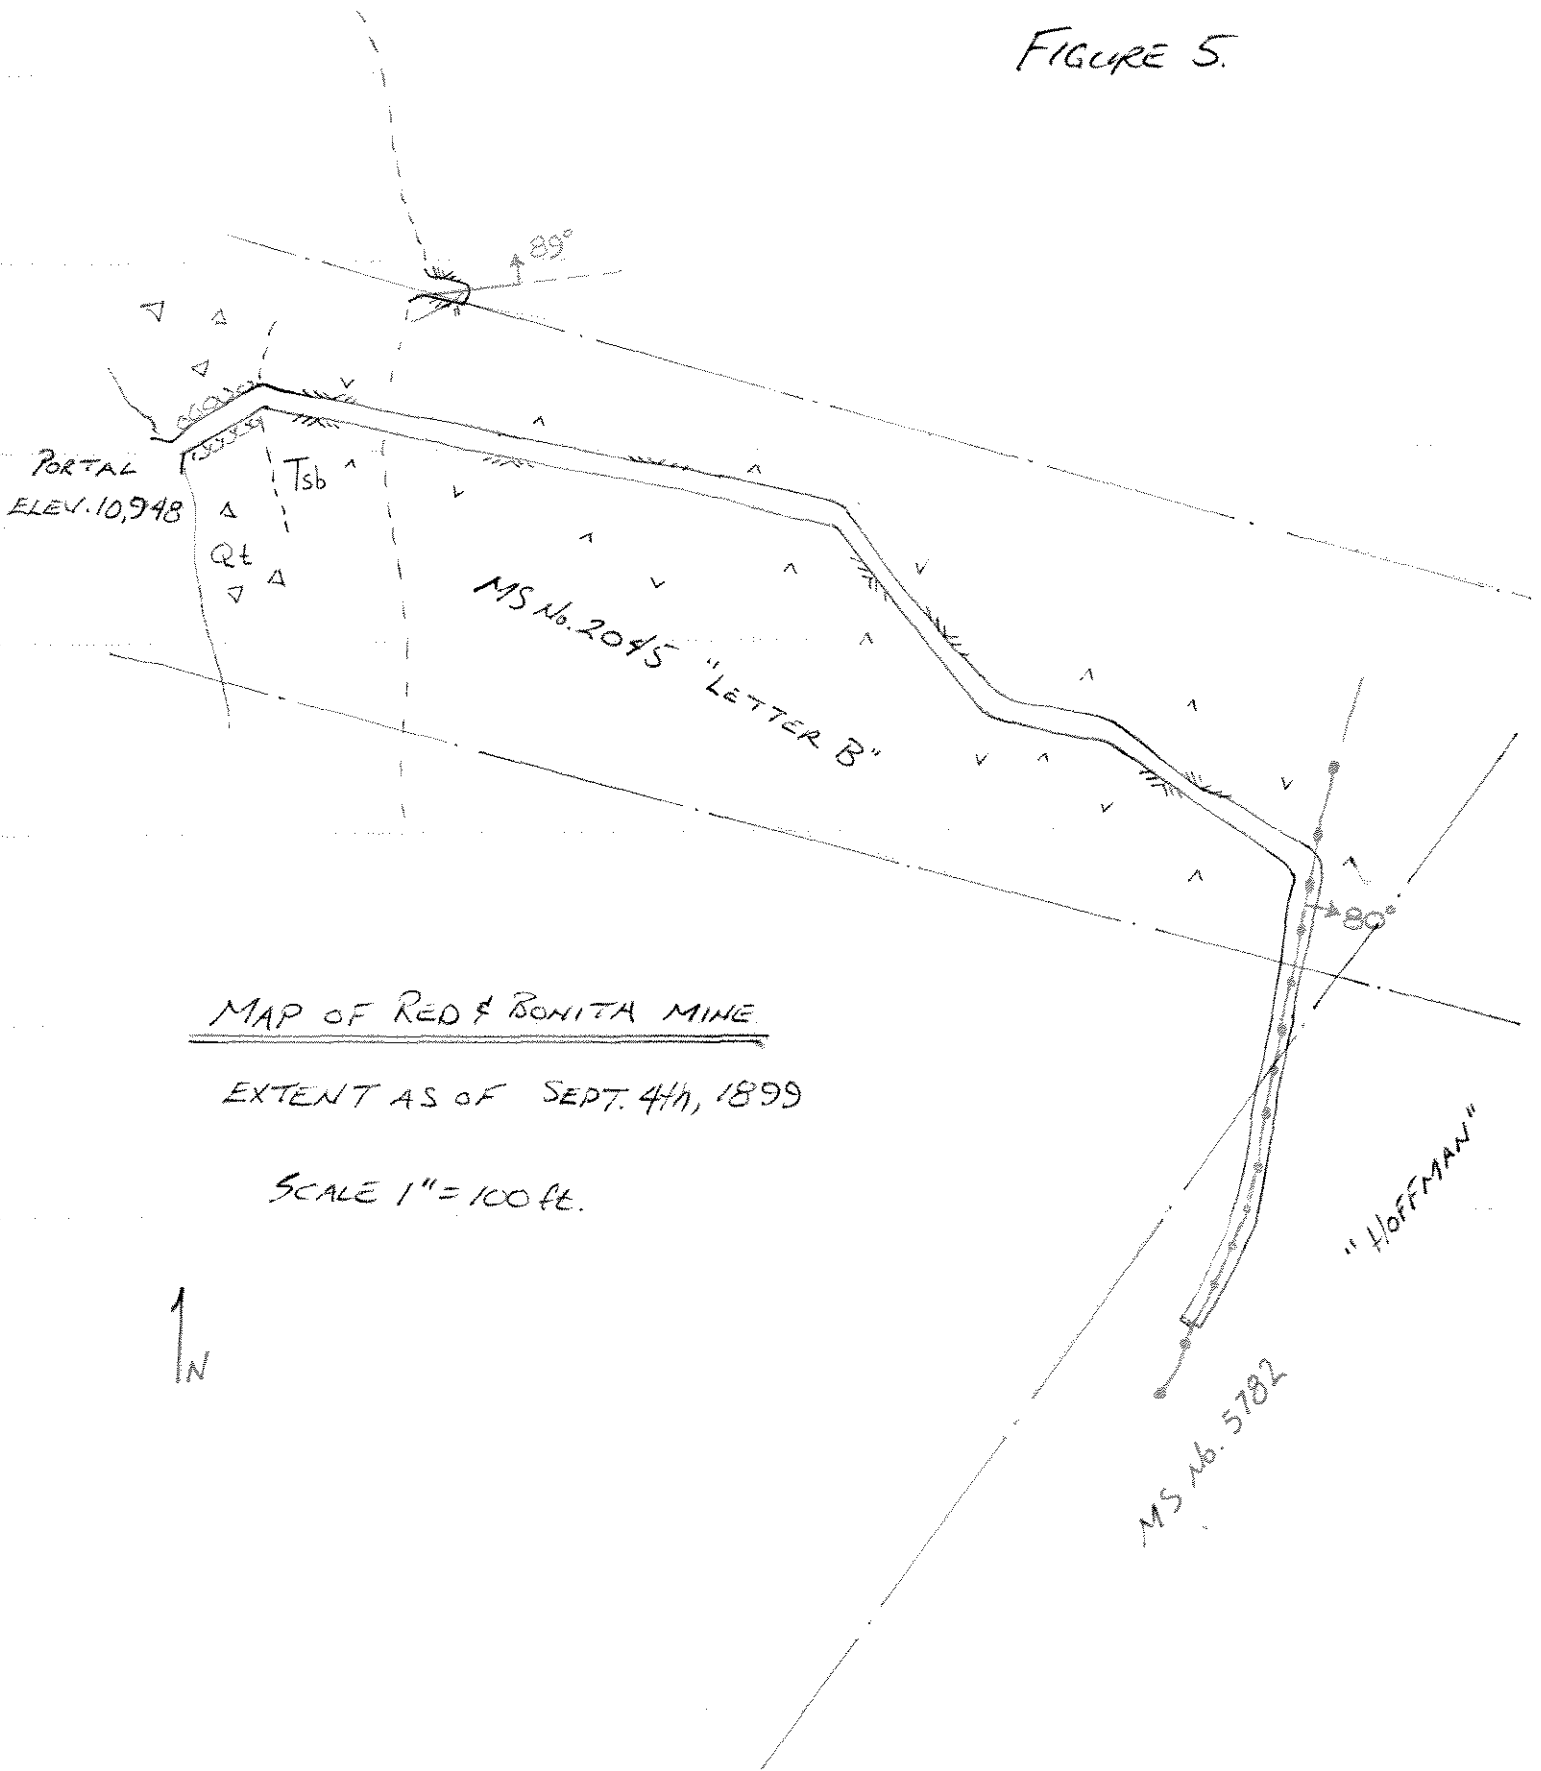 FIGURE 5.
89°
PORTAL
ELEV. 10,948
Tsb
Qt
MS No. 2045 "LETTER B"
80°
MAP OF RED & BONITA MINE
EXTENT AS OF SEPT. 4th, 1899
SCALE 1" = 100 ft.
"HOFFMAN"
N
MS No. 5782